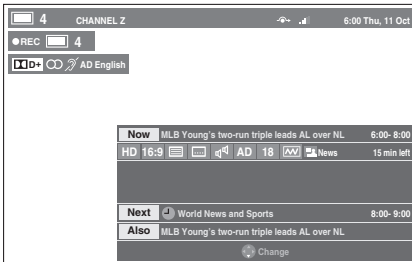 4 CHANNEL Z 6:00 Thu, 11 Oct
REC 4
D+ AD English
Now MLB Young's two-run triple leads AL over NL 6:00- 8:00
HD 16:9 AD 18 News 15 min left
Next World News and Sports 8:00- 9:00
Also MLB Young's two-run triple leads AL over NL
Change